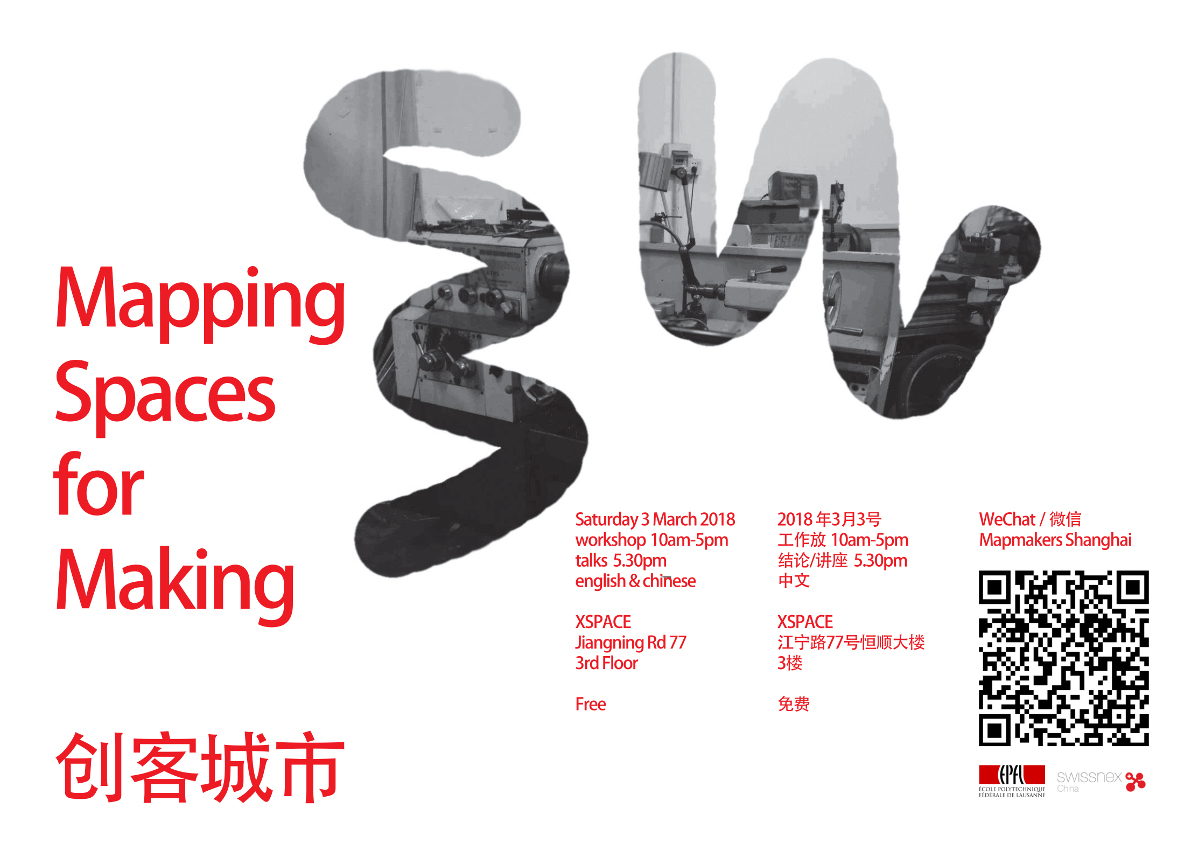 Mapping
Spaces
for
Making
创客城市
Saturday 3 March 2018
workshop 10am-5pm
talks 5.30pm
english & chinese
XSPACE
Jiangning Rd 77
3rd Floor
Free
2018 年3月3号
工作放 10am-5pm
结论/讲座 5.30pm
中文
XSPACE
江宁路77号恒顺大楼
3楼
免费
WeChat / 微信
Mapmakers Shanghai
EPFL
ÉCOLE POLYTECHNIQUE
FÉDÉRALE DE LAUSANNE
swissnex
China